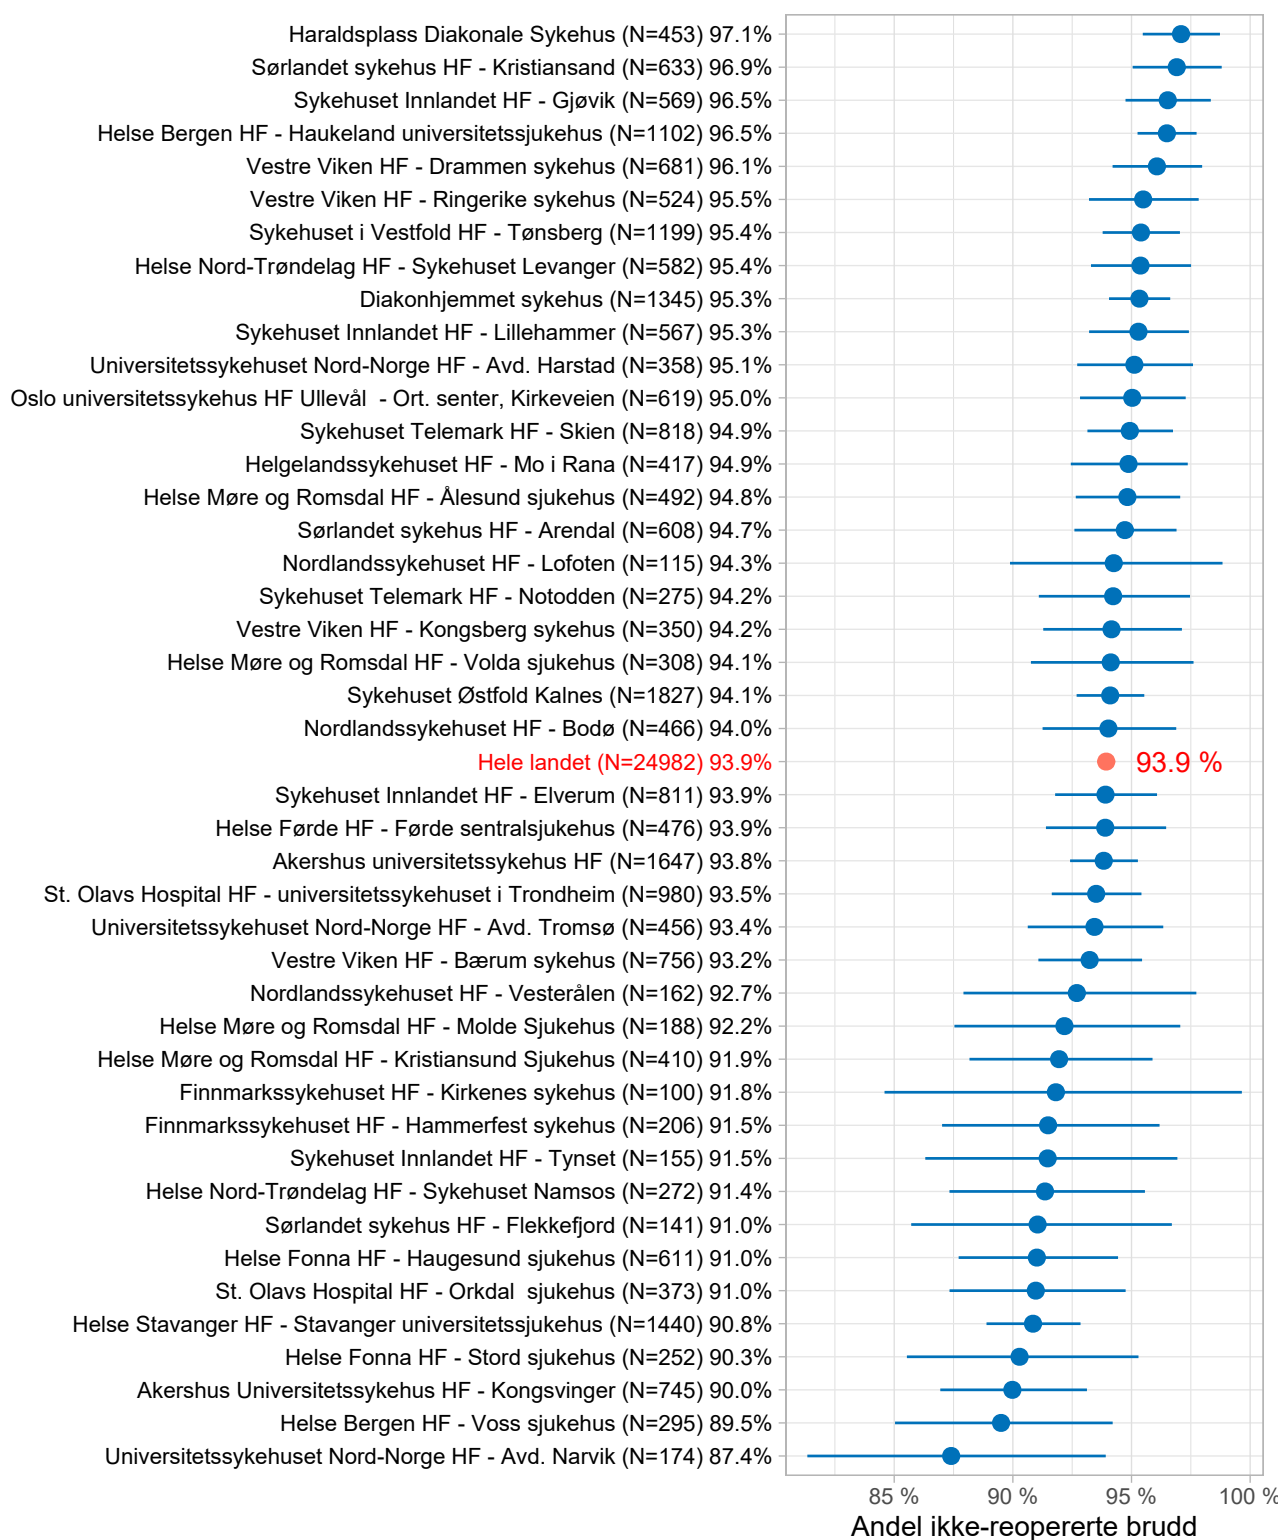 Haraldsplass Diakonale Sykehus (N=453) 97.1%
Sørlandet sykehus HF - Kristiansand (N=633) 96.9%
Sykehuset Innlandet HF - Gjøvik (N=569) 96.5%
Helse Bergen HF - Haukeland universitetssjukehus (N=1102) 96.5%
Vestre Viken HF - Drammen sykehus (N=681) 96.1%
Vestre Viken HF - Ringerike sykehus (N=524) 95.5%
Sykehuset i Vestfold HF - Tønsberg (N=1199) 95.4%
Helse Nord-Trøndelag HF - Sykehuset Levanger (N=582) 95.4%
Diakonhjemmet sykehus (N=1345) 95.3%
Sykehuset Innlandet HF - Lillehammer (N=567) 95.3%
Universitetssykehuset Nord-Norge HF - Avd. Harstad (N=358) 95.1%
Oslo universitetssykehus HF Ullevål  - Ort. senter, Kirkeveien (N=619) 95.0%
Sykehuset Telemark HF - Skien (N=818) 94.9%
Helgelandssykehuset HF - Mo i Rana (N=417) 94.9%
Helse Møre og Romsdal HF - Ålesund sjukehus (N=492) 94.8%
Sørlandet sykehus HF - Arendal (N=608) 94.7%
Nordlandssykehuset HF - Lofoten (N=115) 94.3%
Sykehuset Telemark HF - Notodden (N=275) 94.2%
Vestre Viken HF - Kongsberg sykehus (N=350) 94.2%
Helse Møre og Romsdal HF - Volda sjukehus (N=308) 94.1%
Sykehuset Østfold Kalnes (N=1827) 94.1%
Nordlandssykehuset HF - Bodø (N=466) 94.0%
Hele landet (N=24982) 93.9% 93.9 %
Sykehuset Innlandet HF - Elverum (N=811) 93.9%
Helse Førde HF - Førde sentralsjukehus (N=476) 93.9%
Akershus universitetssykehus HF (N=1647) 93.8%
St. Olavs Hospital HF - universitetssykehuset i Trondheim (N=980) 93.5%
Universitetssykehuset Nord-Norge HF - Avd. Tromsø (N=456) 93.4%
Vestre Viken HF - Bærum sykehus (N=756) 93.2%
Nordlandssykehuset HF - Vesterålen (N=162) 92.7%
Helse Møre og Romsdal HF - Molde Sjukehus (N=188) 92.2%
Helse Møre og Romsdal HF - Kristiansund Sjukehus (N=410) 91.9%
Finnmarkssykehuset HF - Kirkenes sykehus (N=100) 91.8%
Finnmarkssykehuset HF - Hammerfest sykehus (N=206) 91.5%
Sykehuset Innlandet HF - Tynset (N=155) 91.5%
Helse Nord-Trøndelag HF - Sykehuset Namsos (N=272) 91.4%
Sørlandet sykehus HF - Flekkefjord (N=141) 91.0%
Helse Fonna HF - Haugesund sjukehus (N=611) 91.0%
St. Olavs Hospital HF - Orkdal  sjukehus (N=373) 91.0%
Helse Stavanger HF - Stavanger universitetssjukehus (N=1440) 90.8%
Helse Fonna HF - Stord sjukehus (N=252) 90.3%
Akershus Universitetssykehus HF - Kongsvinger (N=745) 90.0%
Helse Bergen HF - Voss sjukehus (N=295) 89.5%
Universitetssykehuset Nord-Norge HF - Avd. Narvik (N=174) 87.4%
85 % 90 % 95 % 100 %
Andel ikke-reopererte brudd